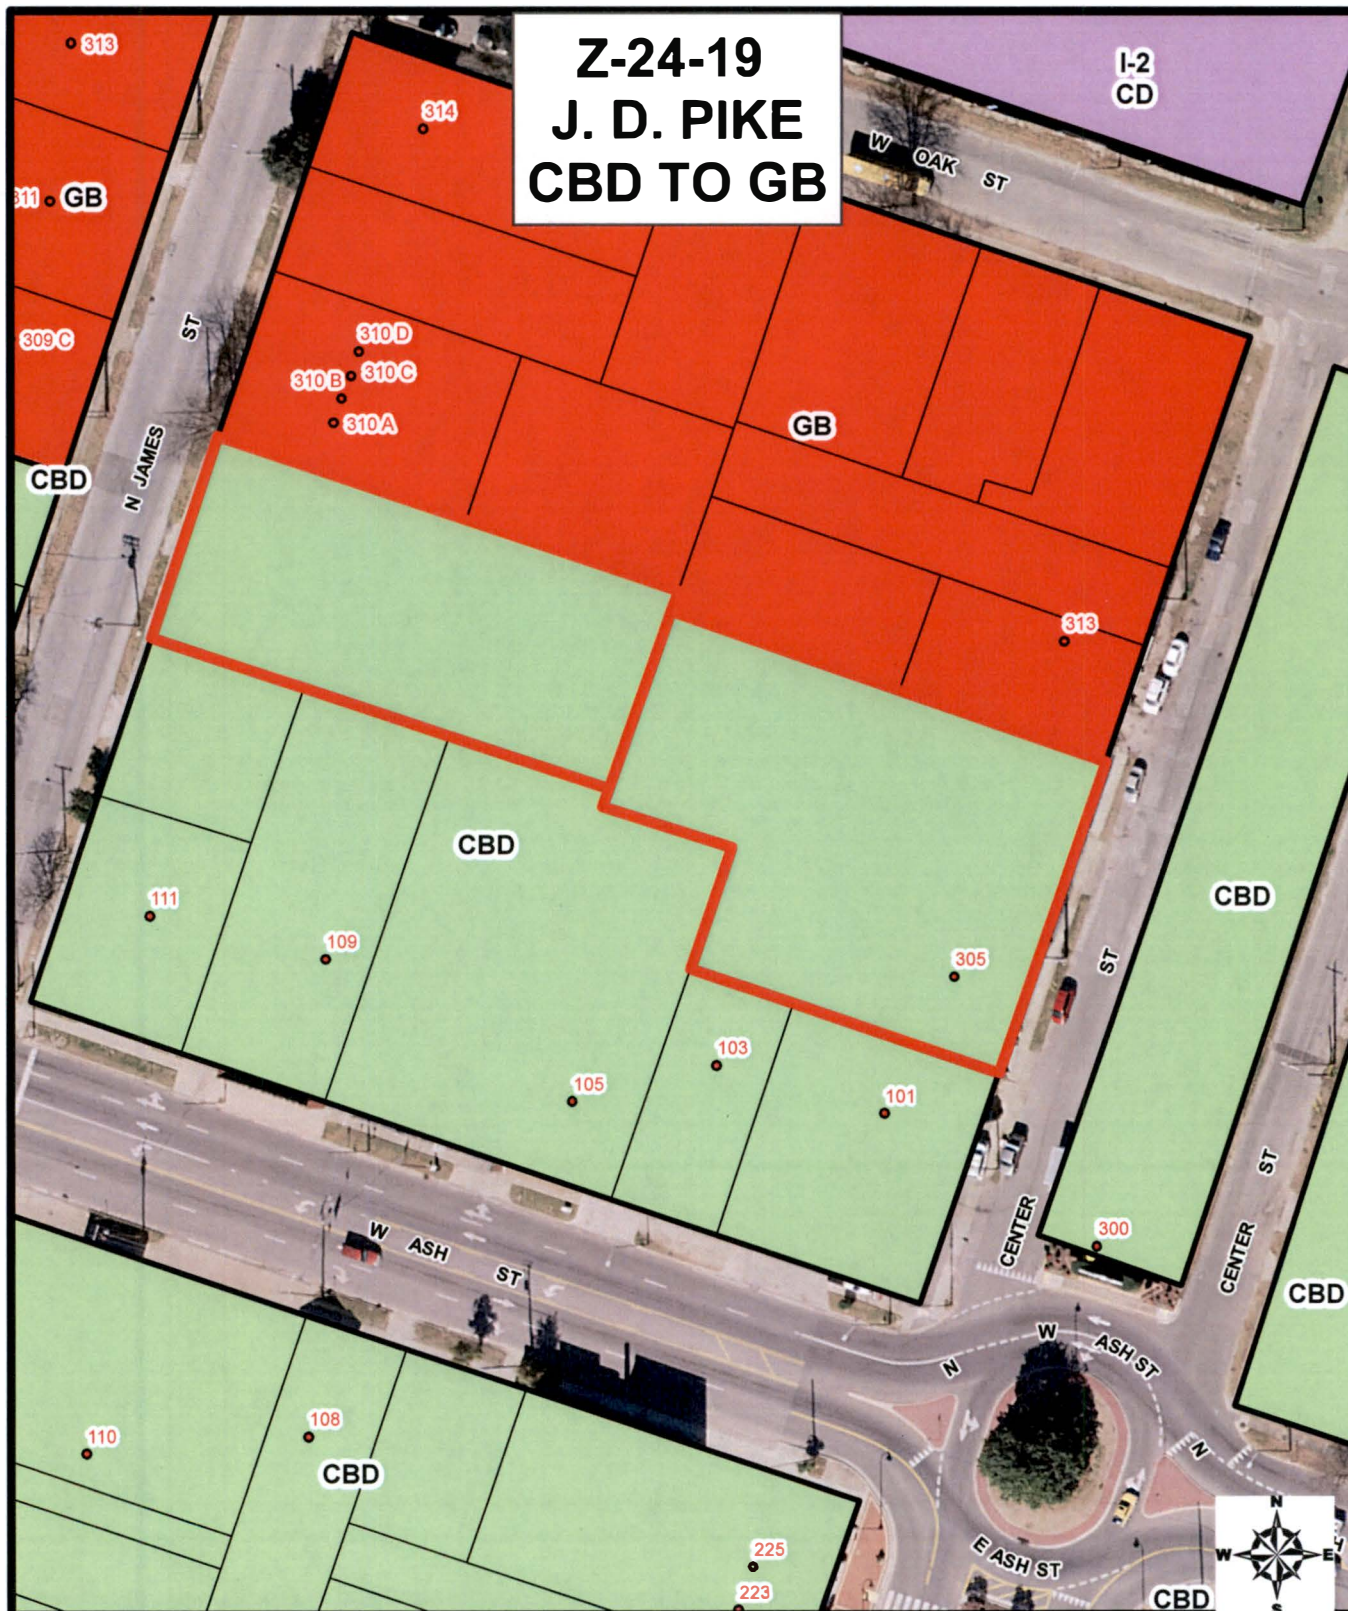 Z-24-19
J. D. PIKE
CBD TO GB
I-2
CD
313
314
W OAK ST
311
GB
309 C
ST
310 D
310 C
310 B
310 A
GB
CBD
N JAMES
313
CBD
CBD
111
109
305
ST
103
105
101
ST
CENTER
300
CENTER
CBD
W ASH ST
N
W ASH ST
N
110
108
CBD
225
223
E ASH ST
CBD
N
W E
S
H